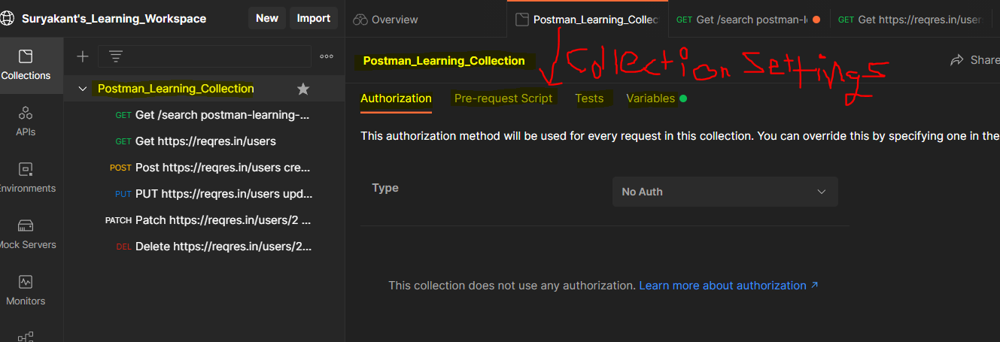 Suryakant's_Learning_Workspace New Import
Overview Postman_Learning_Collec GET Get /search postman-l GET Get https://reqres.in/user
Collections
Postman_Learning_Collection
Collection Settings
Share
Postman_Learning_Collection
Authorization Pre-request Script Tests Variables
GET Get /search postman-learning-...
APIs
GET Get https://reqres.in/users
This authorization method will be used for every request in this collection. You can override this by specifying one in the
POST Post https://reqres.in/users cre...
nvironments
PUT PUT https://reqres.in/users upd...
Type No Auth
PATCH Patch https://reqres.in/users/2 ...
Mock Servers
DEL Delete https://reqres.in/users/2...
This collection does not use any authorization. Learn more about authorization ↗
Monitors